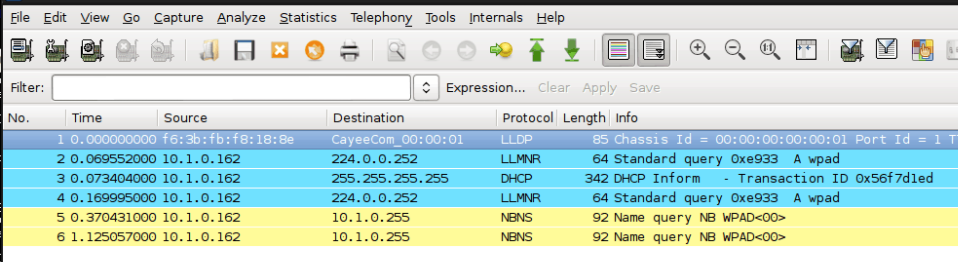 File Edit View Go Capture Analyze Statistics Telephony Tools Internals Help
Filter: Expression... Clear Apply Save
No. Time Source Destination Protocol Length Info
1 0.000000000 f6:3b:fb:f8:18:8e CayeeCom_00:00:01 LLDP 85 Chassis Id = 00:00:00:00:00:01 Port Id = 1 T
2 0.069552000 10.1.0.162 224.0.0.252 LLMNR 64 Standard query 0xe933 A wpad
3 0.073404000 10.1.0.162 255.255.255.255 DHCP 342 DHCP Inform - Transaction ID 0x56f7d1ed
4 0.169995000 10.1.0.162 224.0.0.252 LLMNR 64 Standard query 0xe933 A wpad
5 0.370431000 10.1.0.162 10.1.0.255 NBNS 92 Name query NB WPAD<00>
6 1.125057000 10.1.0.162 10.1.0.255 NBNS 92 Name query NB WPAD<00>